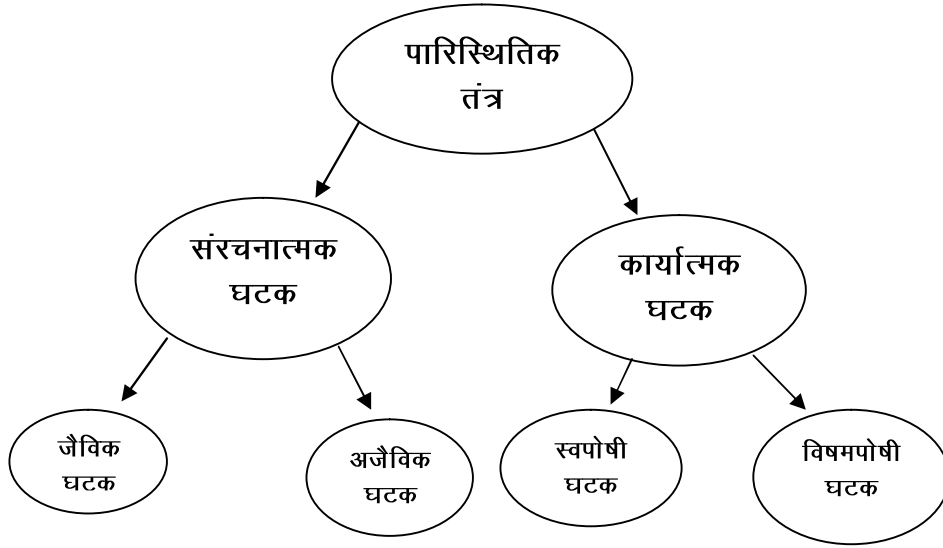 पारिस्थितिक
तंत्र
संरचनात्मक
घटक
कार्यात्मक
घटक
जैविक
घटक
अजैविक
घटक
स्वपोषी
घटक
विषमपोषी
घटक